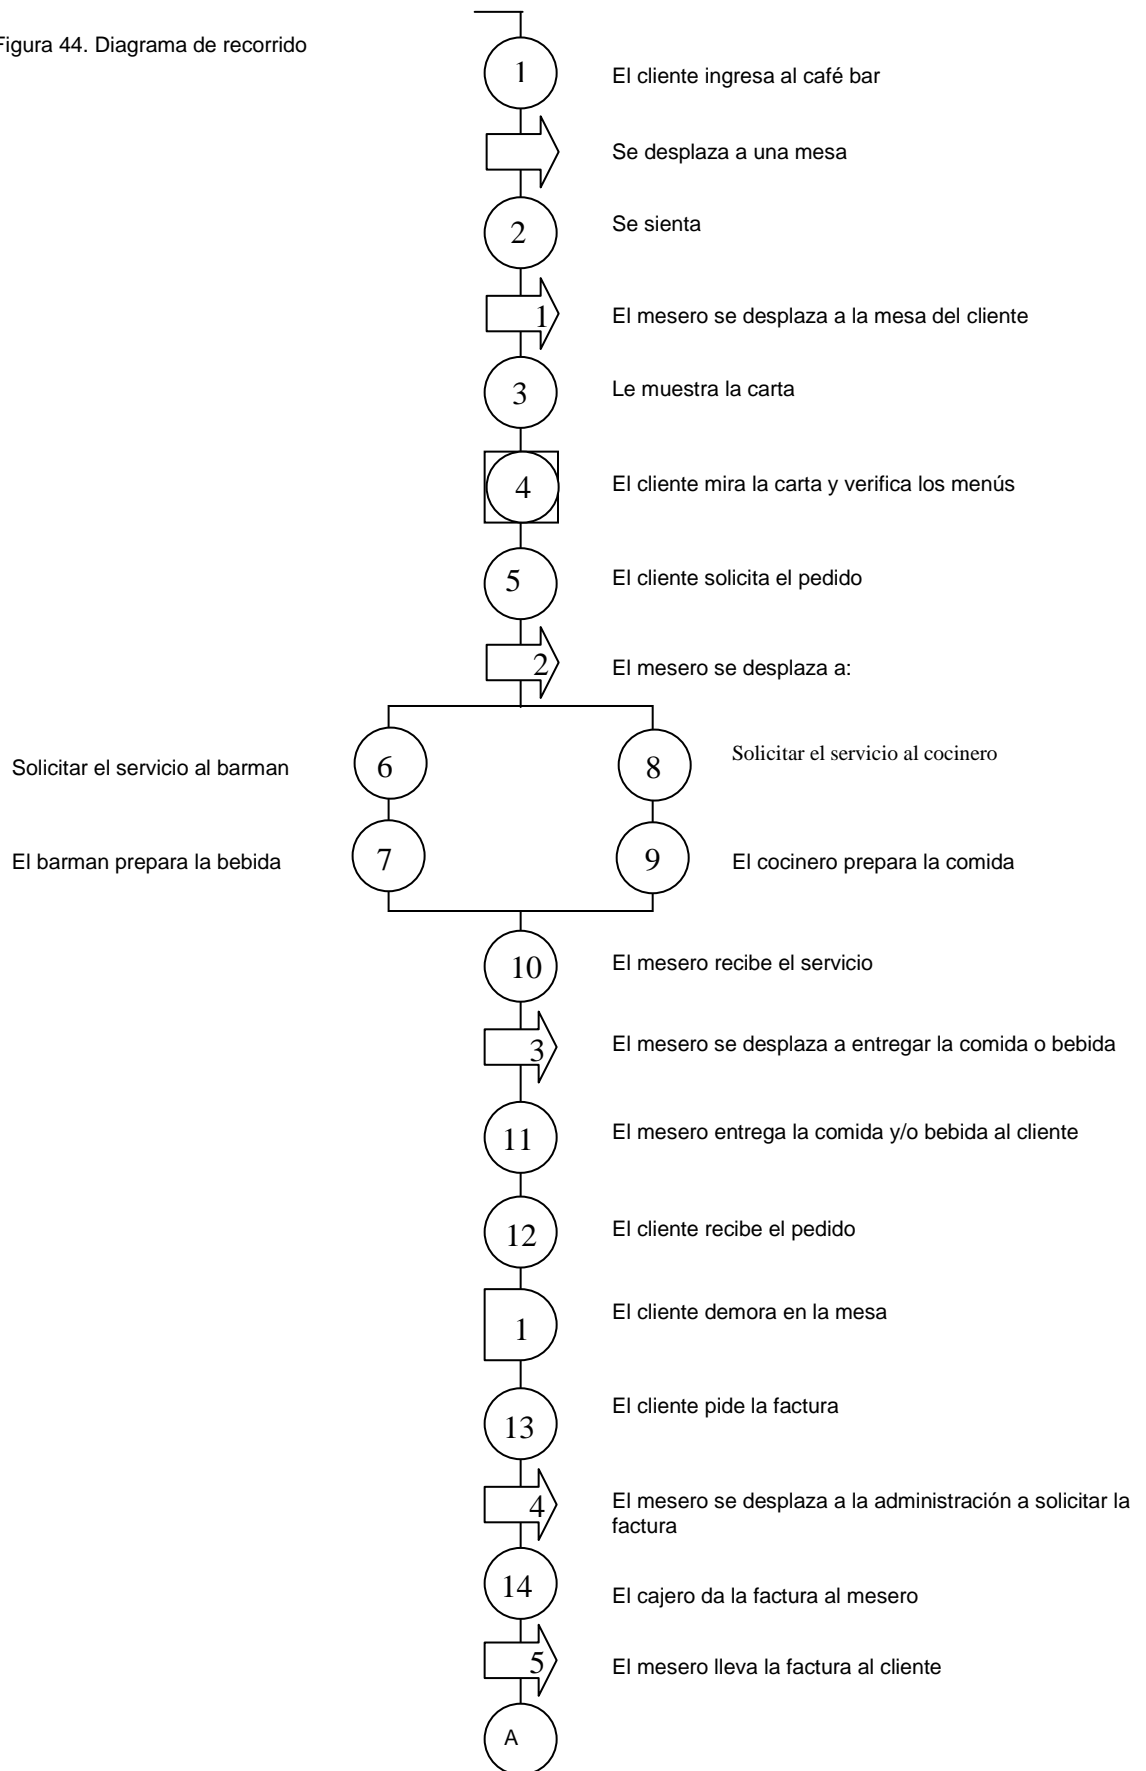 Figura 44. Diagrama de recorrido
1
El cliente ingresa al café bar
Se desplaza a una mesa
2
Se sienta
1
El mesero se desplaza a la mesa del cliente
3
Le muestra la carta
4
El cliente mira la carta y verifica los menús
5
El cliente solicita el pedido
2
El mesero se desplaza a:
Solicitar el servicio al barman
6
8
Solicitar el servicio al cocinero
El barman prepara la bebida
7
9
El cocinero prepara la comida
10
El mesero recibe el servicio
3
El mesero se desplaza a entregar la comida o bebida
11
El mesero entrega la comida y/o bebida al cliente
12
El cliente recibe el pedido
1
El cliente demora en la mesa
13
El cliente pide la factura
4
El mesero se desplaza a la administración a solicitar la
factura
14
El cajero da la factura al mesero
5
El mesero lleva la factura al cliente
A